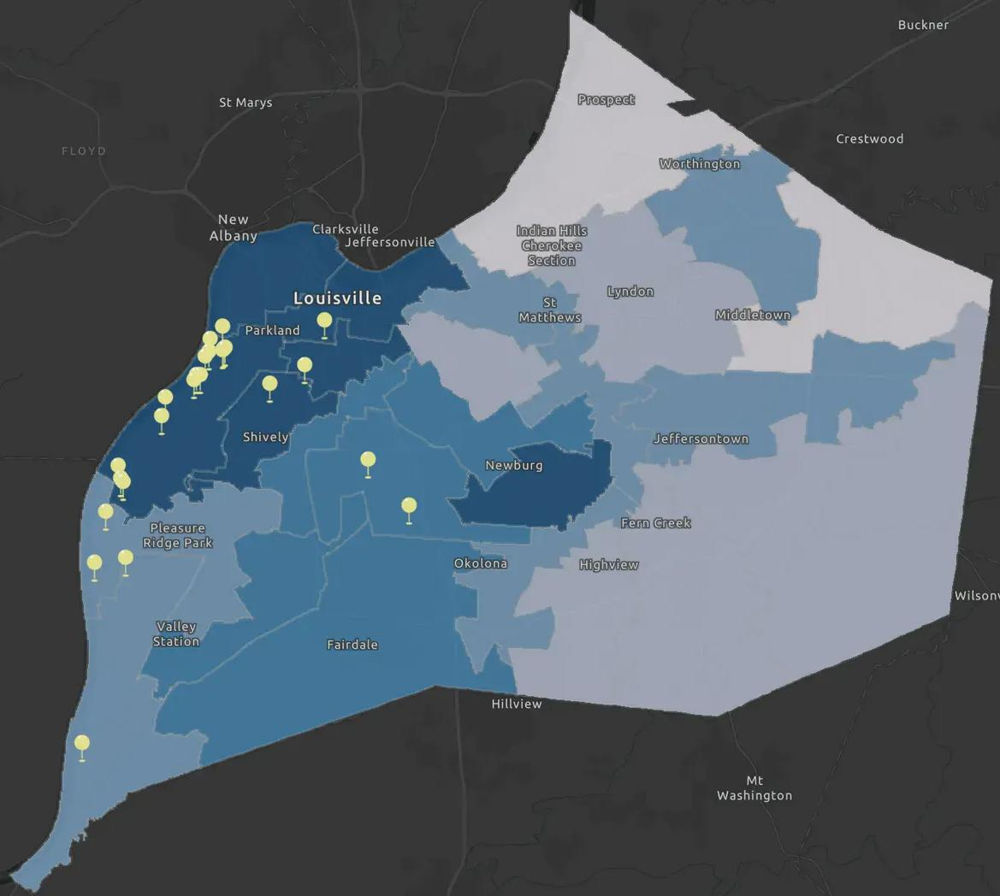 Buckner
Prospect
St Marys
Crestwood
FLOYD
Worthington
New
Albany
Clarksville
Jeffersonville
Indian Hills
Cherokee
Section
Louisville
Lyndon
St
Matthews
Middletown
Parkland
Shively
Jeffersontown
Newburg
Pleasure
Ridge Park
Fern Creek
Okolona
Highview
Wilsonv
Valley
Station
Fairdale
Hillview
Mt
Washington